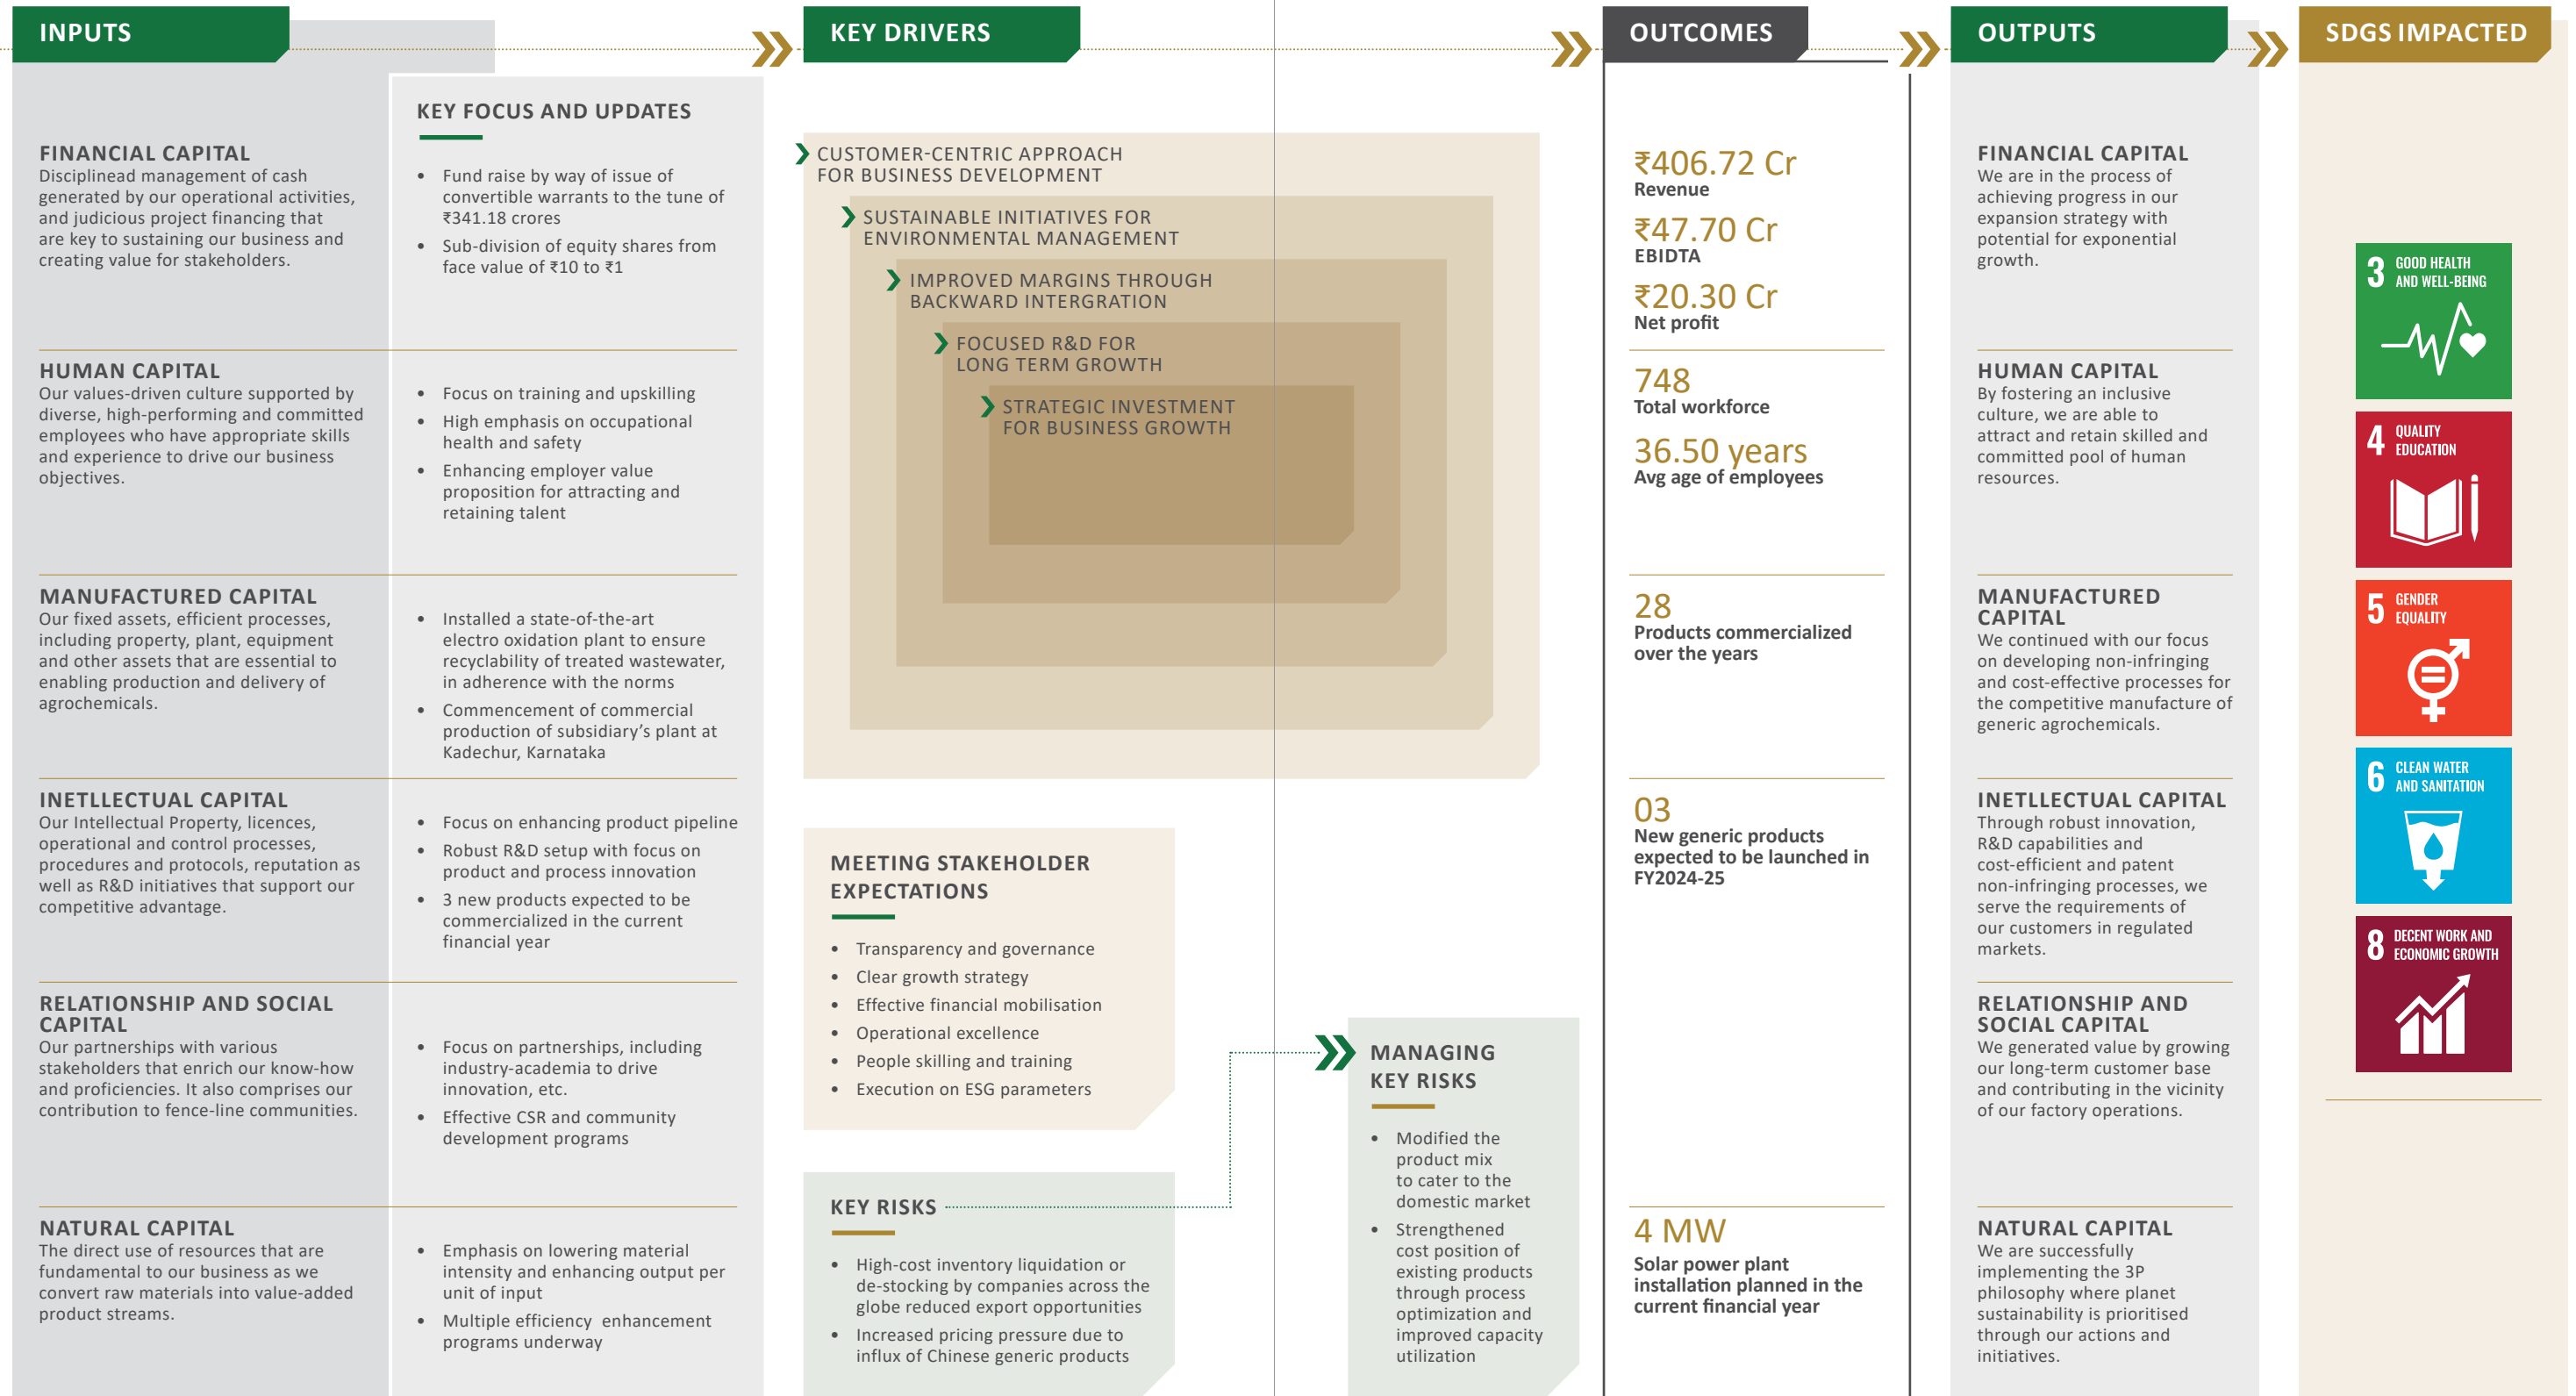 INPUTS
FINANCIAL CAPITAL
Disciplinead management of cash
generated by our operational activities,
and judicious project financing that
are key to sustaining our business and
creating value for stakeholders.
HUMAN CAPITAL
Our values-driven culture supported by
diverse, high-performing and committed
employees who have appropriate skills
and experience to drive our business
objectives.
MANUFACTURED CAPITAL
Our fixed assets, efficient processes,
including property, plant, equipment
and other assets that are essential to
enabling production and delivery of
agrochemicals.
INETLLECTUAL CAPITAL
Our Intellectual Property, licences,
operational and control processes,
procedures and protocols, reputation as
well as R&D initiatives that support our
competitive advantage.
RELATIONSHIP AND SOCIAL
CAPITAL
Our partnerships with various
stakeholders that enrich our know-how
and proficiencies. It also comprises our
contribution to fence-line communities.
NATURAL CAPITAL
The direct use of resources that are
fundamental to our business as we
convert raw materials into value-added
product streams.
KEY FOCUS AND UPDATES
• Fund raise by way of issue of
convertible warrants to the tune of
₹341.18 crores
• Sub-division of equity shares from
face value of ₹10 to ₹1
• Focus on training and upskilling
• High emphasis on occupational
health and safety
• Enhancing employer value
proposition for attracting and
retaining talent
• Installed a state-of-the-art
electro oxidation plant to ensure
recyclability of treated wastewater,
in adherence with the norms
• Commencement of commercial
production of subsidiary’s plant at
Kadechur, Karnataka
• Focus on enhancing product pipeline
• Robust R&D setup with focus on
product and process innovation
• 3 new products expected to be
commercialized in the current
financial year
• Focus on partnerships, including
industry-academia to drive
innovation, etc.
• Effective CSR and community
development programs
• Emphasis on lowering material
intensity and enhancing output per
unit of input
• Multiple efficiency enhancement
programs underway
KEY DRIVERS
CUSTOMER-CENTRIC APPROACH
FOR BUSINESS DEVELOPMENT
SUSTAINABLE INITIATIVES FOR
ENVIRONMENTAL MANAGEMENT
IMPROVED MARGINS THROUGH
BACKWARD INTERGRATION
FOCUSED R&D FOR
LONG TERM GROWTH
STRATEGIC INVESTMENT
FOR BUSINESS GROWTH
MEETING STAKEHOLDER
EXPECTATIONS
• Transparency and governance
• Clear growth strategy
• Effective financial mobilisation
• Operational excellence
• People skilling and training
• Execution on ESG parameters
KEY RISKS
• High-cost inventory liquidation or
de-stocking by companies across the
globe reduced export opportunities
• Increased pricing pressure due to
influx of Chinese generic products
MANAGING
KEY RISKS
• Modified the
product mix
to cater to the
domestic market
• Strengthened
cost position of
existing products
through process
optimization and
improved capacity
utilization
OUTCOMES
₹406.72 Cr
Revenue
₹47.70 Cr
EBIDTA
₹20.30 Cr
Net profit
748
Total workforce
36.50 years
Avg age of employees
28
Products commercialized
over the years
03
New generic products
expected to be launched in
FY2024-25
4 MW
Solar power plant
installation planned in the
current financial year
OUTPUTS
FINANCIAL CAPITAL
We are in the process of
achieving progress in our
expansion strategy with
potential for exponential
growth.
HUMAN CAPITAL
By fostering an inclusive
culture, we are able to
attract and retain skilled and
committed pool of human
resources.
MANUFACTURED
CAPITAL
We continued with our focus
on developing non-infringing
and cost-effective processes for
the competitive manufacture of
generic agrochemicals.
INETLLECTUAL CAPITAL
Through robust innovation,
R&D capabilities and
cost-efficient and patent
non-infringing processes, we
serve the requirements of
our customers in regulated
markets.
RELATIONSHIP AND
SOCIAL CAPITAL
We generated value by growing
our long-term customer base
and contributing in the vicinity
of our factory operations.
NATURAL CAPITAL
We are successfully
implementing the 3P
philosophy where planet
sustainability is prioritised
through our actions and
initiatives.
SDGS IMPACTED
3 GOOD HEALTH
AND WELL-BEING
4 QUALITY
EDUCATION
5 GENDER
EQUALITY
6 CLEAN WATER
AND SANITATION
8 DECENT WORK AND
ECONOMIC GROWTH